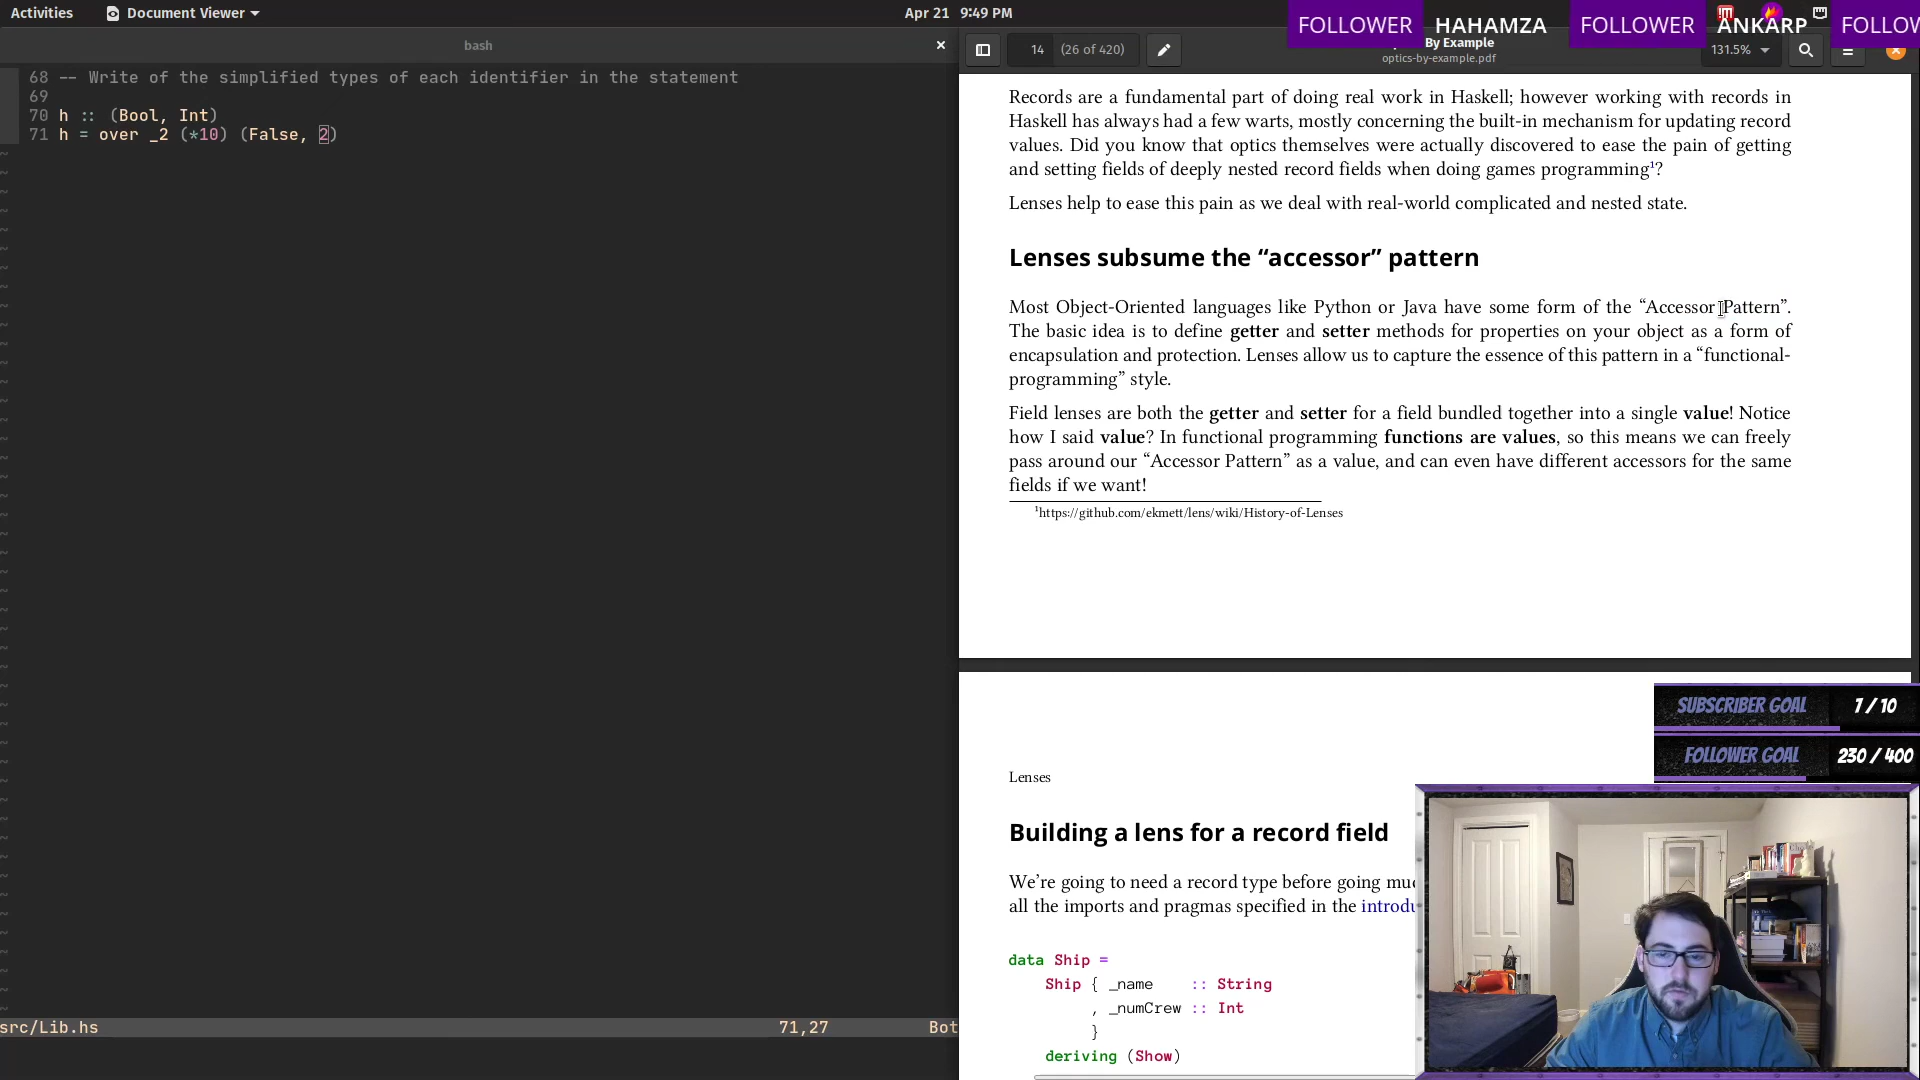 Activities
Document Viewer
Apr 21 9:49 PM
FOLLOWER HAHAMZA FOLLOWER ANKARP FOLLOW
bash
68 -- Write of the simplified types of each identifier in the statement
69
70 h :: (Bool, Int)
71 h = over _2 (*10) (False, 2)
src/Lib.hs 71,27 Bot
14 (26 of 420)
By Example
optics-by-example.pdf
131.5%
Records are a fundamental part of doing real work in Haskell; however working with records in
Haskell has always had a few warts, mostly concerning the built-in mechanism for updating record
values. Did you know that optics themselves were actually discovered to ease the pain of getting
and setting fields of deeply nested record fields when doing games programming¹?
Lenses help to ease this pain as we deal with real-world complicated and nested state.
Lenses subsume the “accessor” pattern
Most Object-Oriented languages like Python or Java have some form of the “Accessor Pattern”.
The basic idea is to define getter and setter methods for properties on your object as a form of
encapsulation and protection. Lenses allow us to capture the essence of this pattern in a “functional-
programming” style.
Field lenses are both the getter and setter for a field bundled together into a single value! Notice
how I said value? In functional programming functions are values, so this means we can freely
pass around our “Accessor Pattern” as a value, and can even have different accessors for the same
fields if we want!
¹https://github.com/ekmett/lens/wiki/History-of-Lenses
SUBSCRIBER GOAL 7 / 10
FOLLOWER GOAL 230 / 400
Lenses
Building a lens for a record field
We’re going to need a record type before going muc
all the imports and pragmas specified in the introdu
data Ship =
Ship { _name :: String
, _numCrew :: Int
}
deriving (Show)